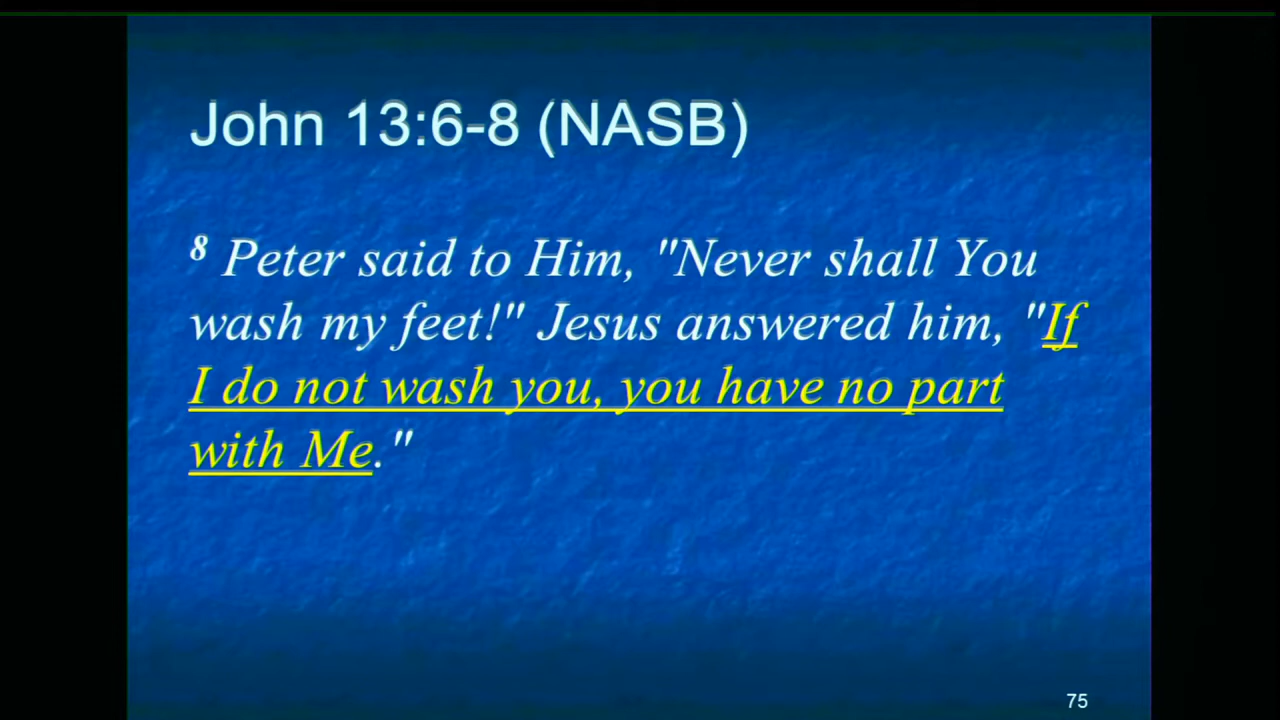 John 13:6-8 (NASB)
8 Peter said to Him, "Never shall You
wash my feet!" Jesus answered him, "If
I do not wash you, you have no part
with Me."
75